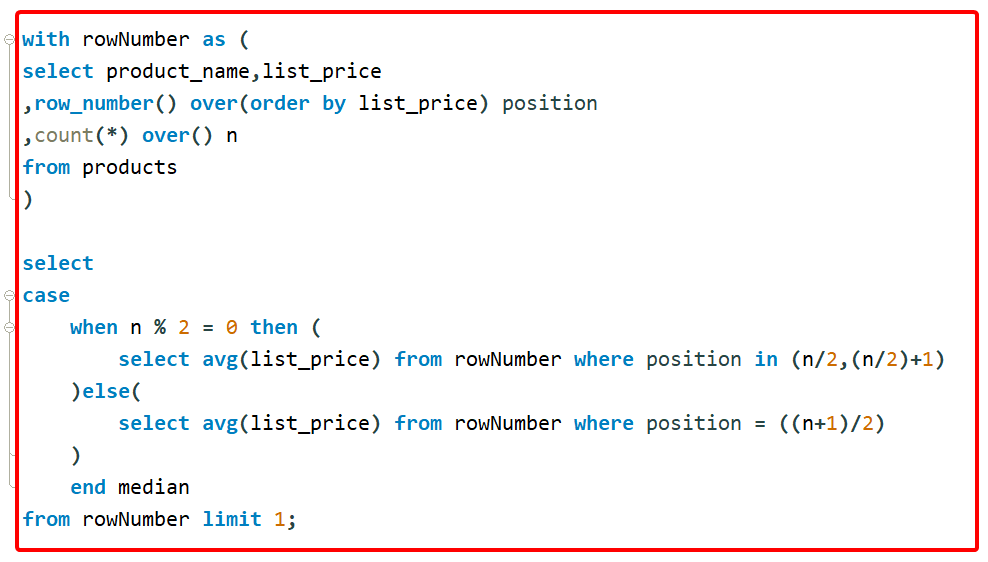 with rowNumber as (
select product_name,list_price
,row_number() over(order by list_price) position
,count(*) over() n
from products
)
select
case
when n % 2 = 0 then (
select avg(list_price) from rowNumber where position in (n/2,(n/2)+1)
)else(
select avg(list_price) from rowNumber where position = ((n+1)/2)
)
end median
from rowNumber limit 1;